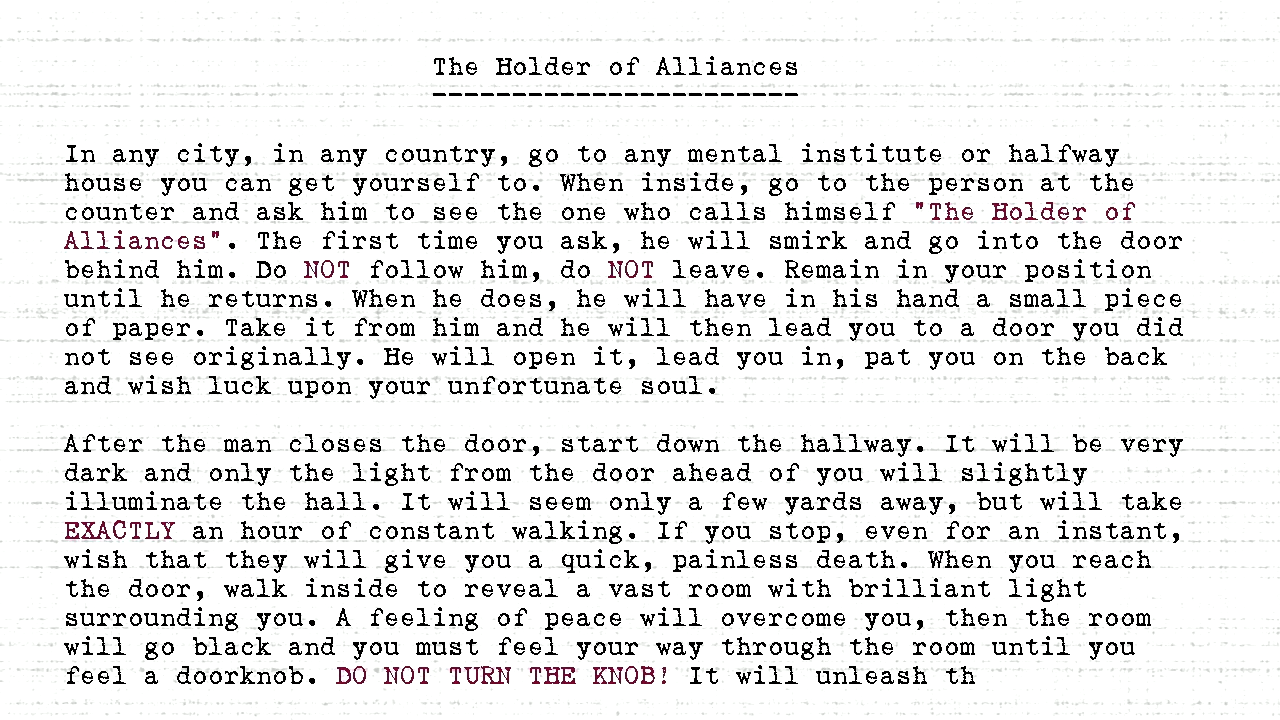 The Holder of Alliances
-----------------------
In any city, in any country, go to any mental institute or halfway
house you can get yourself to. When inside, go to the person at the
counter and ask him to see the one who calls himself "The Holder of
Alliances". The first time you ask, he will smirk and go into the door
behind him. Do NOT follow him, do NOT leave. Remain in your position
until he returns. When he does, he will have in his hand a small piece
of paper. Take it from him and he will then lead you to a door you did
not see originally. He will open it, lead you in, pat you on the back
and wish luck upon your unfortunate soul.
After the man closes the door, start down the hallway. It will be very
dark and only the light from the door ahead of you will slightly
illuminate the hall. It will seem only a few yards away, but will take
EXACTLY an hour of constant walking. If you stop, even for an instant,
wish that they will give you a quick, painless death. When you reach
the door, walk inside to reveal a vast room with brilliant light
surrounding you. A feeling of peace will overcome you, then the room
will go black and you must feel your way through the room until you
feel a doorknob. DO NOT TURN THE KNOB! It will unleash th